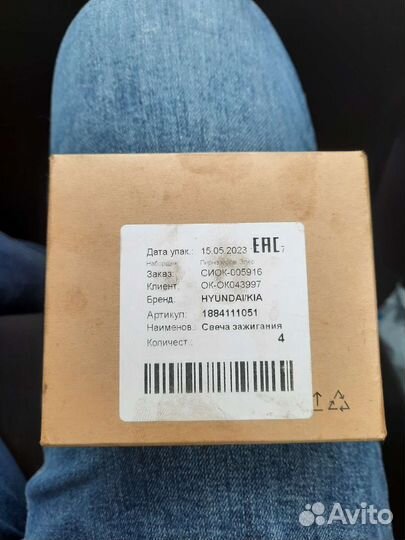 Дата упак.: 15.05.2023 EAC
Наборщик:
Заказ: СИОК-005916
Клиент: ОК-ОК043997
Бренд: HYUNDAI/KIA
Артикул: 1884111051
Наименов.: Свеча зажигания
Количест.: 4
Avito